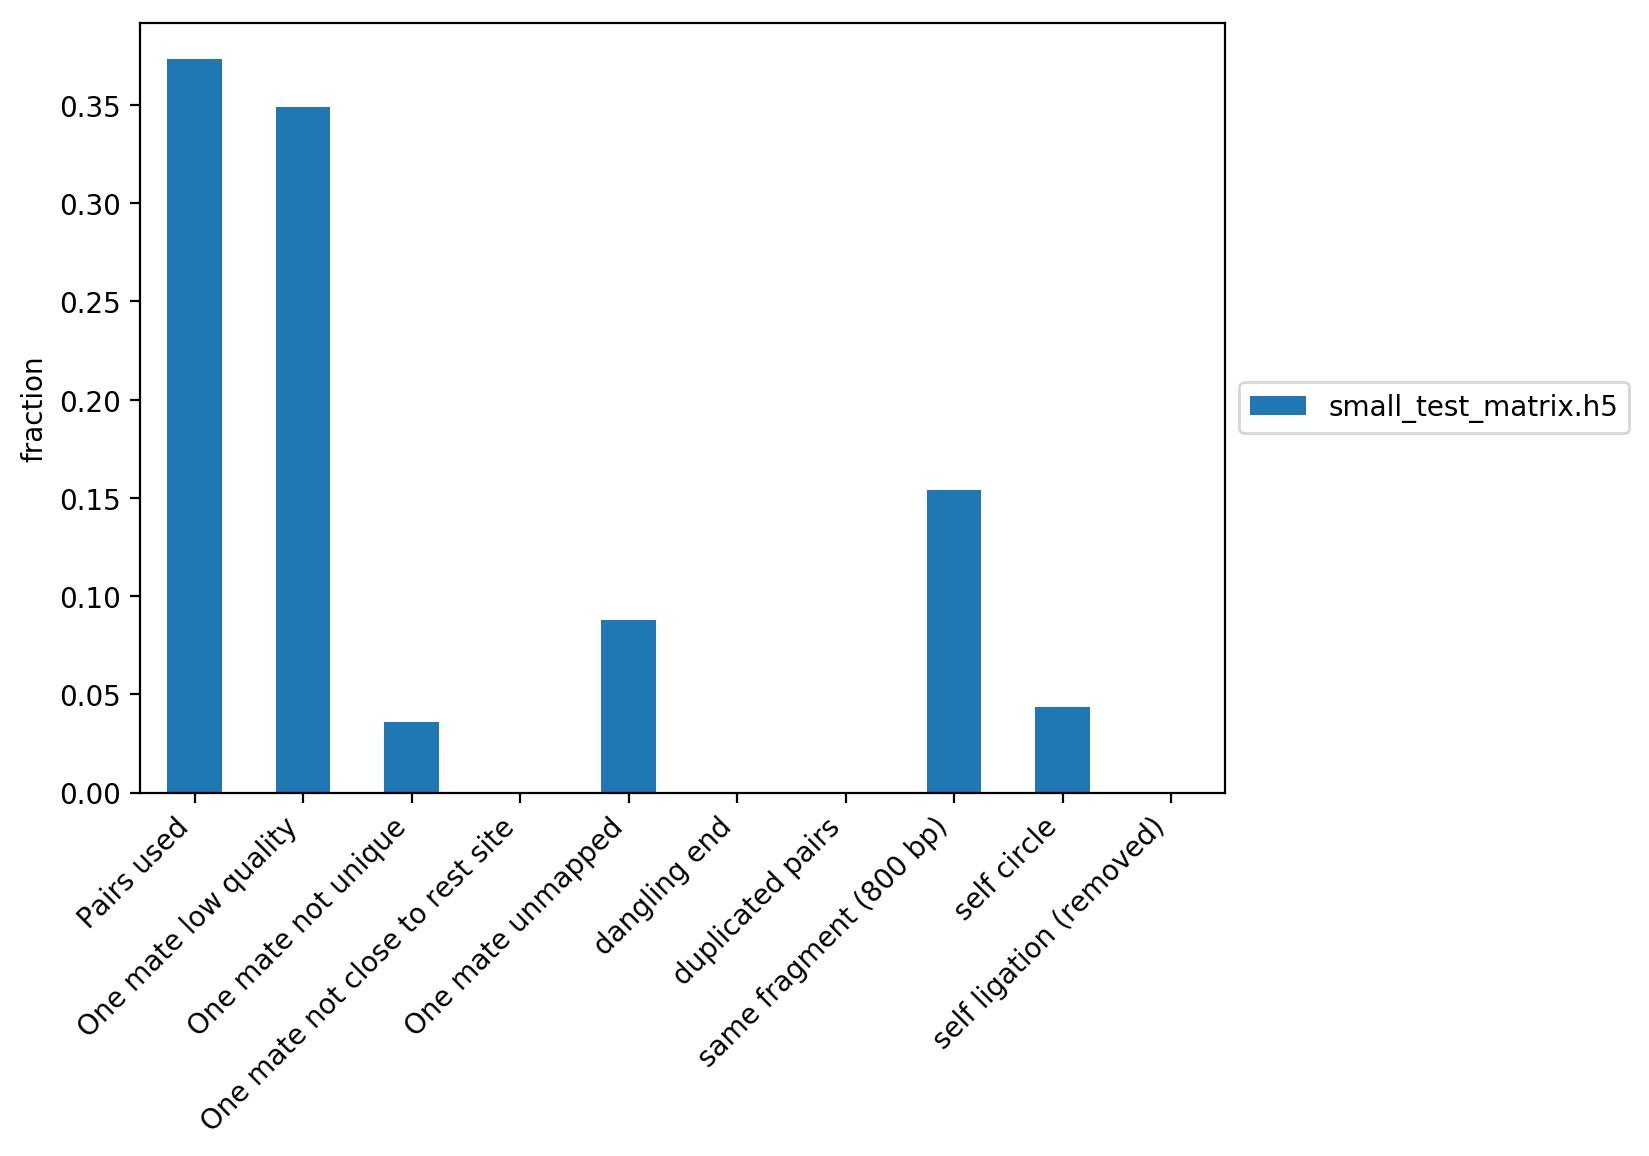 0.35
0.30
0.25
0.20
0.15
0.10
0.05
0.00
fraction
Pairs used
One mate low quality
One mate not unique
One mate not close to rest site
One mate unmapped
dangling end
duplicated pairs
same fragment (800 bp)
self circle
self ligation (removed)
small_test_matrix.h5